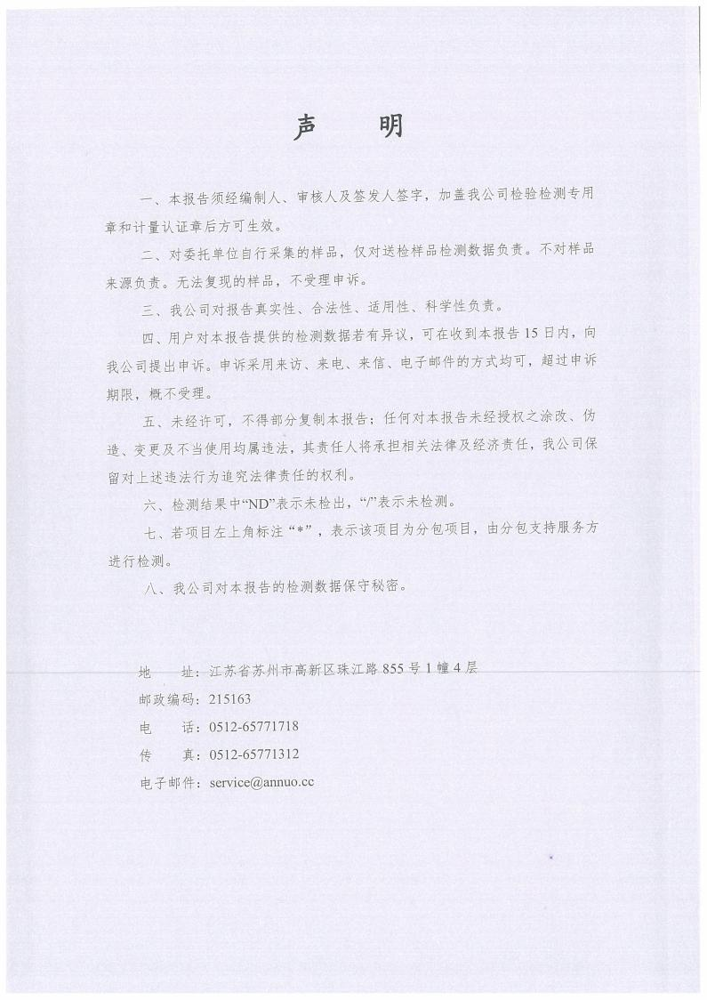 声 明
一、本报告须经编制人、审核人及签发人签字，加盖我公司检验检测专用
章和计量认证章后方可生效。
二、对委托单位自行采集的样品，仅对送检样品检测数据负责。不对样品
来源负责。无法复现的样品，不受理申诉。
三、我公司对报告真实性、合法性、适用性、科学性负责。
四、用户对本报告提供的检测数据若有异议，可在收到本报告 15 日内，向
我公司提出申诉。申诉采用来访、来电、来信、电子邮件的方式均可，超过申诉
期限，概不受理。
五、未经许可，不得部分复制本报告；任何对本报告未经授权之涂改、伪
造、变更及不当使用均属违法，其责任人将承担相关法律及经济责任，我公司保
留对上述违法行为追究法律责任的权利。
六、检测结果中“ND”表示未检出，“/”表示未检测。
七、若项目左上角标注“*”，表示该项目为分包项目，由分包支持服务方
进行检测。
八、我公司对本报告的检测数据保守秘密。
地 址：江苏省苏州市高新区珠江路 855 号 1 幢 4 层
邮政编码：215163
电 话：0512-65771718
传 真：0512-65771312
电子邮件：service@annuo.cc